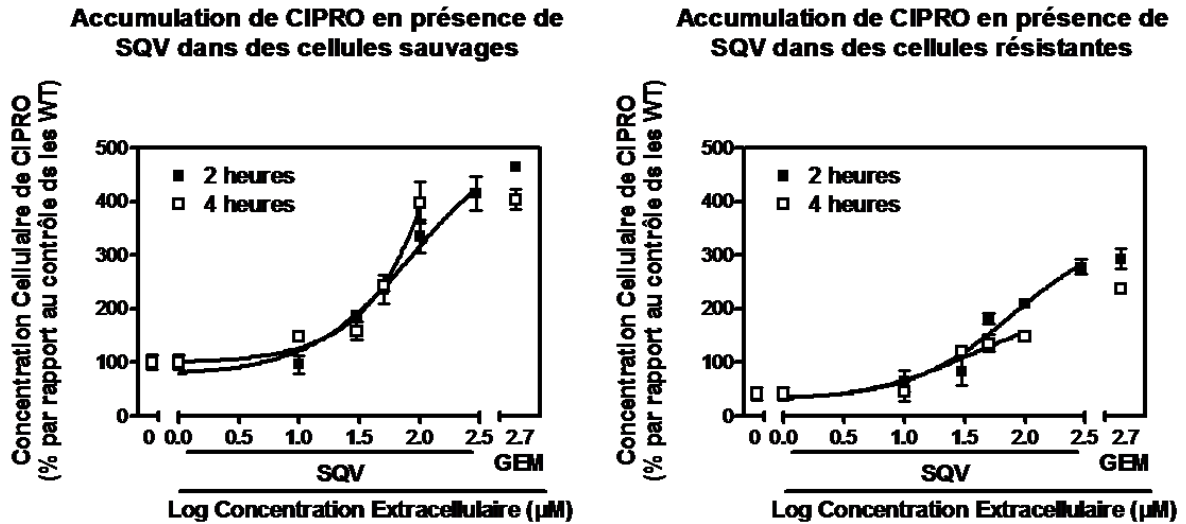 Accumulation de CIPRO en présence de
SQV dans des cellules sauvages
Concentration Cellulaire de CIPRO
(% par rapport au contrôle ds les WT)
500
400
300
200
100
0
2 heures
4 heures
0 0.0 0.5 1.0 1.5 2.0 2.5 2.7
SQV GEM
Log Concentration Extracellulaire (µM)
Accumulation de CIPRO en présence de
SQV dans des cellules résistantes
Concentration Cellulaire de CIPRO
(% par rapport au contrôle ds les WT)
500
400
300
200
100
0
2 heures
4 heures
0 0.0 0.5 1.0 1.5 2.0 2.5 2.7
SQV GEM
Log Concentration Extracellulaire (µM)